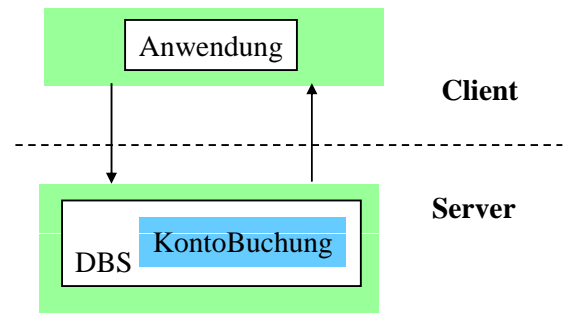 Anwendung
Client
Server
KontoBuchung
DBS